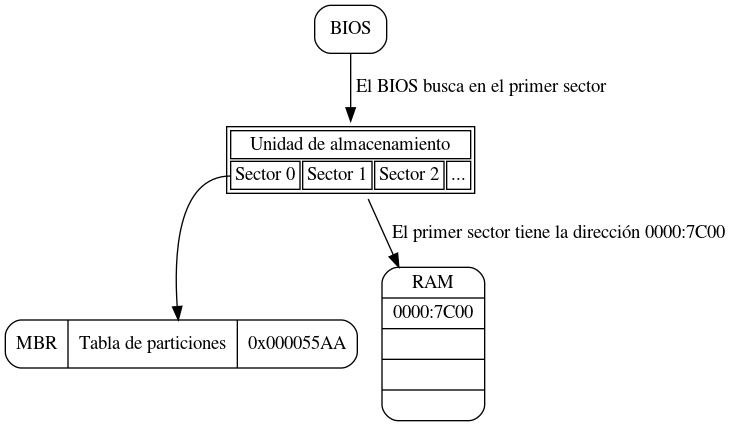 BIOS
El BIOS busca en el primer sector
Unidad de almacenamiento
Sector 0 Sector 1 Sector 2 ...
El primer sector tiene la dirección 0000:7C00
RAM
0000:7C00
MBR Tabla de particiones 0x000055AA